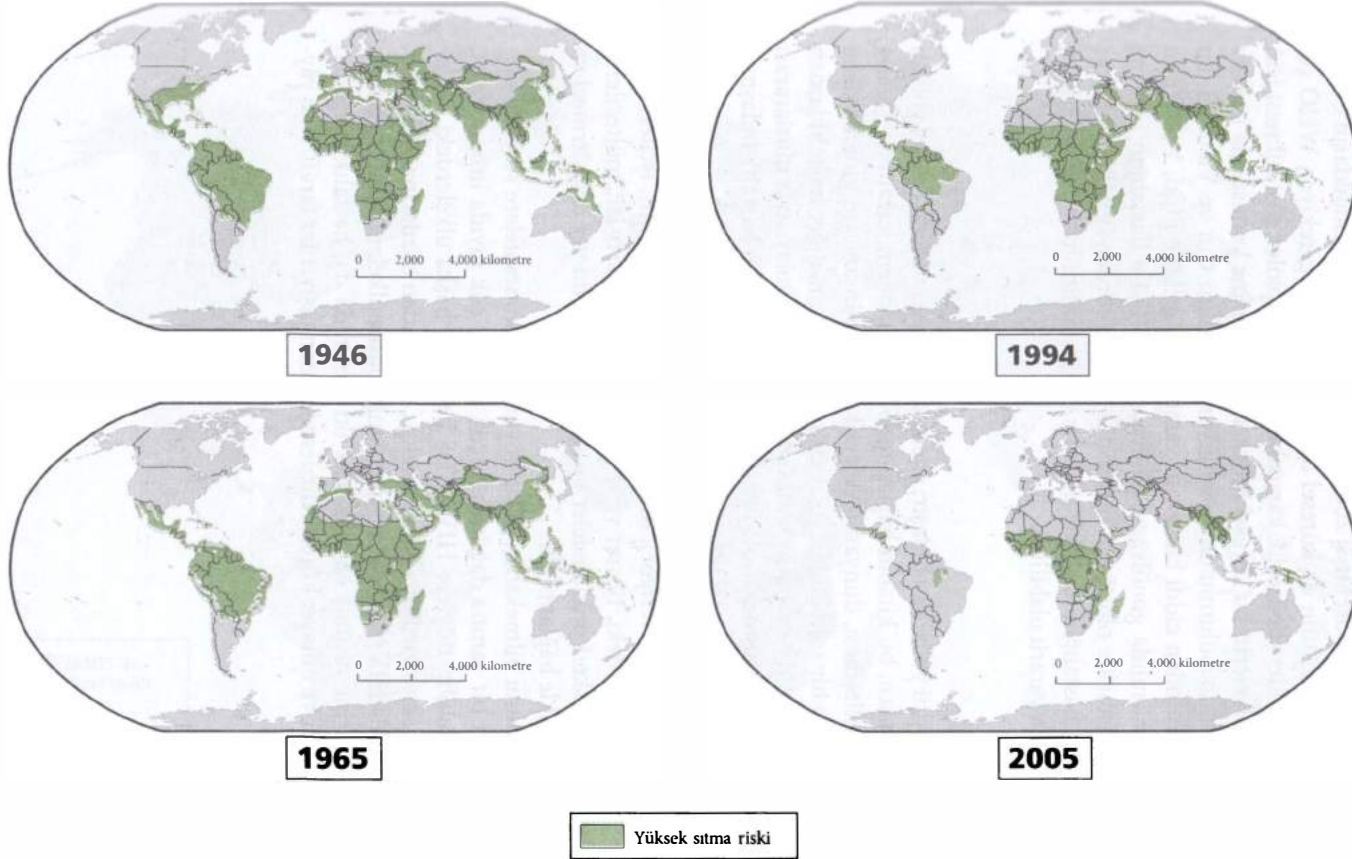 0 2,000 4,000 kilometre
1946
0 2,000 4,000 kilometre
1994
0 2,000 4,000 kilometre
1965
0 2,000 4,000 kilometre
2005
Yüksek sıtma riski